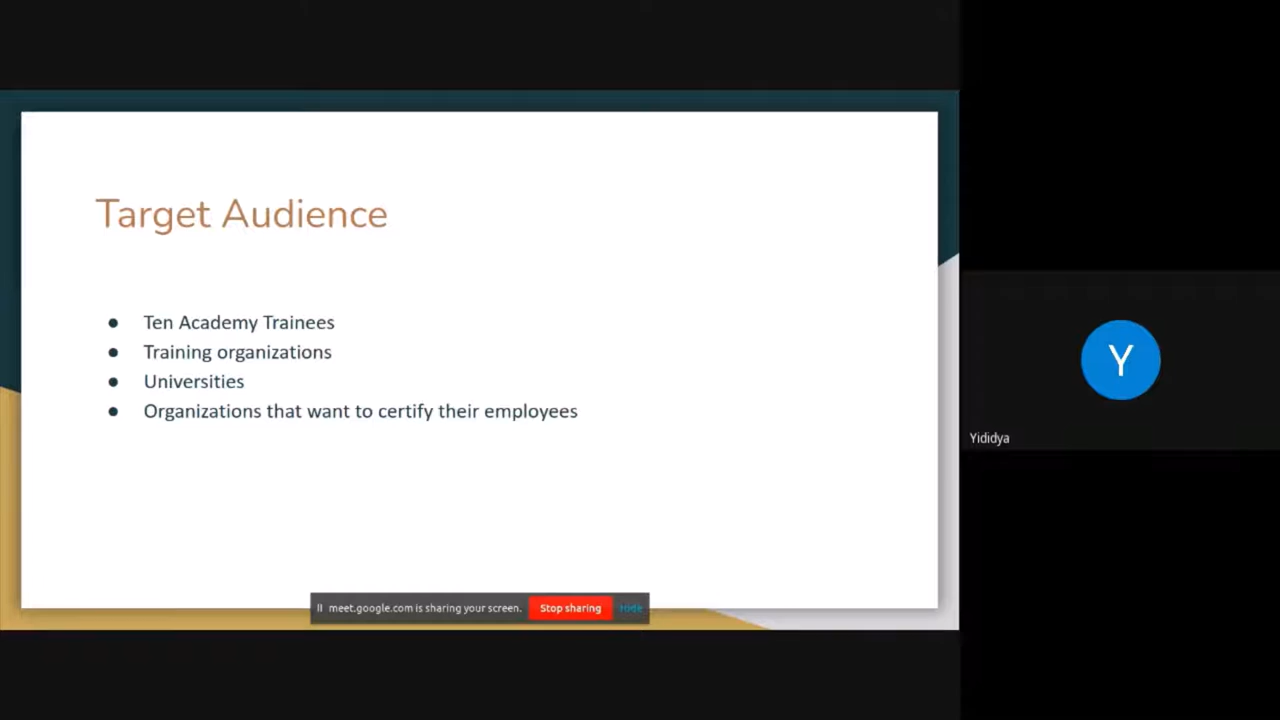 Target Audience
● Ten Academy Trainees
● Training organizations
● Universities
● Organizations that want to certify their employees
Y
Yididya
meet.google.com is sharing your screen. Stop sharing Hide